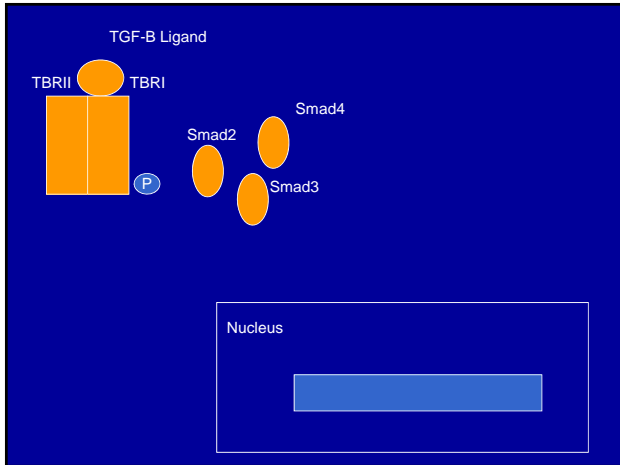 TGF-B Ligand
TBRII
TBRI
Smad4
Smad2
P
Smad3
Nucleus